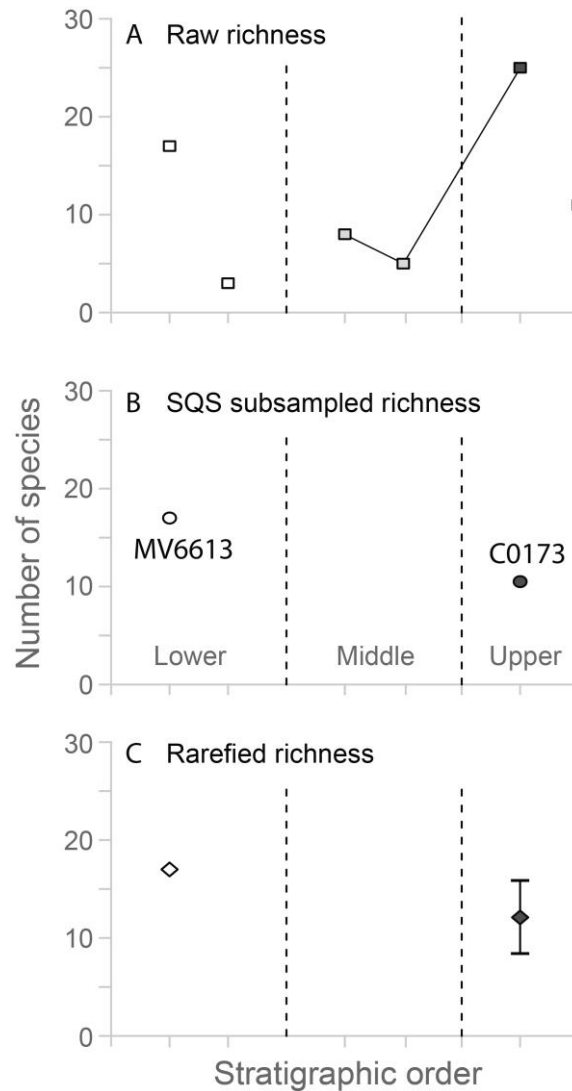 A Raw richness
30
20
10
0
B SQS subsampled richness
30
20
10
0
MV6613
C0173
Lower Middle Upper
C Rarefied richness
30
20
10
0
Number of species
Stratigraphic order